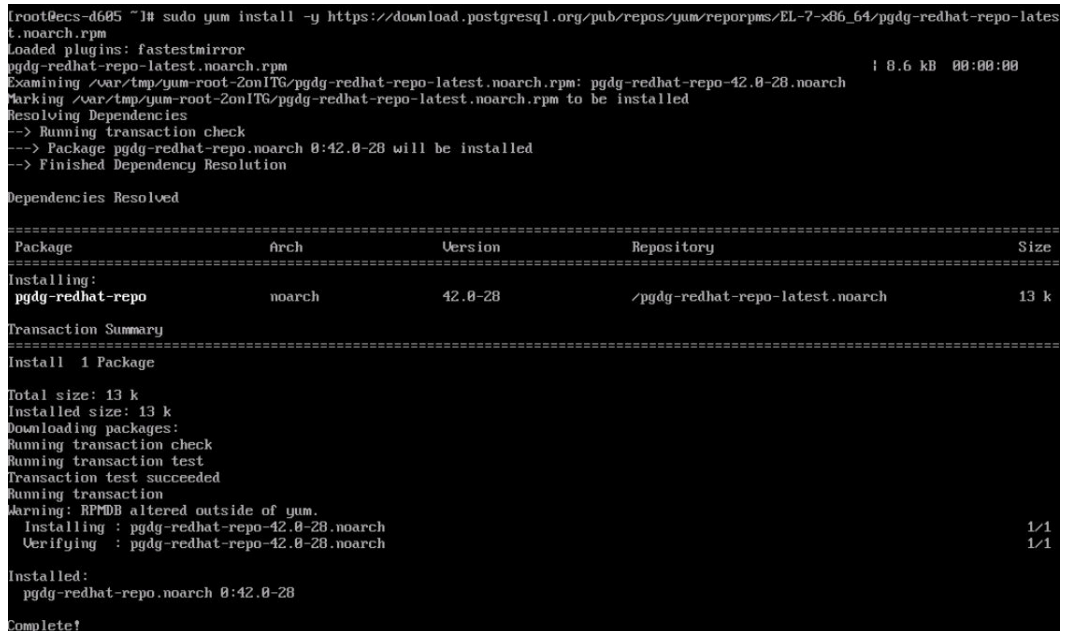 [root@ecs-d605 ~]# sudo yum install -y https://download.postgresql.org/pub/repos/yum/reporpms/EL-7-x86_64/pgdg-redhat-repo-lates
t.noarch.rpm
Loaded plugins: fastestmirror
pgdg-redhat-repo-latest.noarch.rpm | 8.6 kB 00:00:00
Examining /var/tmp/yum-root-2onITG/pgdg-redhat-repo-latest.noarch.rpm: pgdg-redhat-repo-42.0-28.noarch
Marking /var/tmp/yum-root-2onITG/pgdg-redhat-repo-latest.noarch.rpm to be installed
Resolving Dependencies
--> Running transaction check
---> Package pgdg-redhat-repo.noarch 0:42.0-28 will be installed
--> Finished Dependency Resolution
Dependencies Resolved
Package Arch Version Repository Size
Installing:
pgdg-redhat-repo noarch 42.0-28 /pgdg-redhat-repo-latest.noarch 13 k
Transaction Summary
Install 1 Package
Total size: 13 k
Installed size: 13 k
Downloading packages:
Running transaction check
Running transaction test
Transaction test succeeded
Running transaction
Warning: RPMDB altered outside of yum.
Installing : pgdg-redhat-repo-42.0-28.noarch 1/1
Verifying : pgdg-redhat-repo-42.0-28.noarch 1/1
Installed:
pgdg-redhat-repo.noarch 0:42.0-28
Complete!